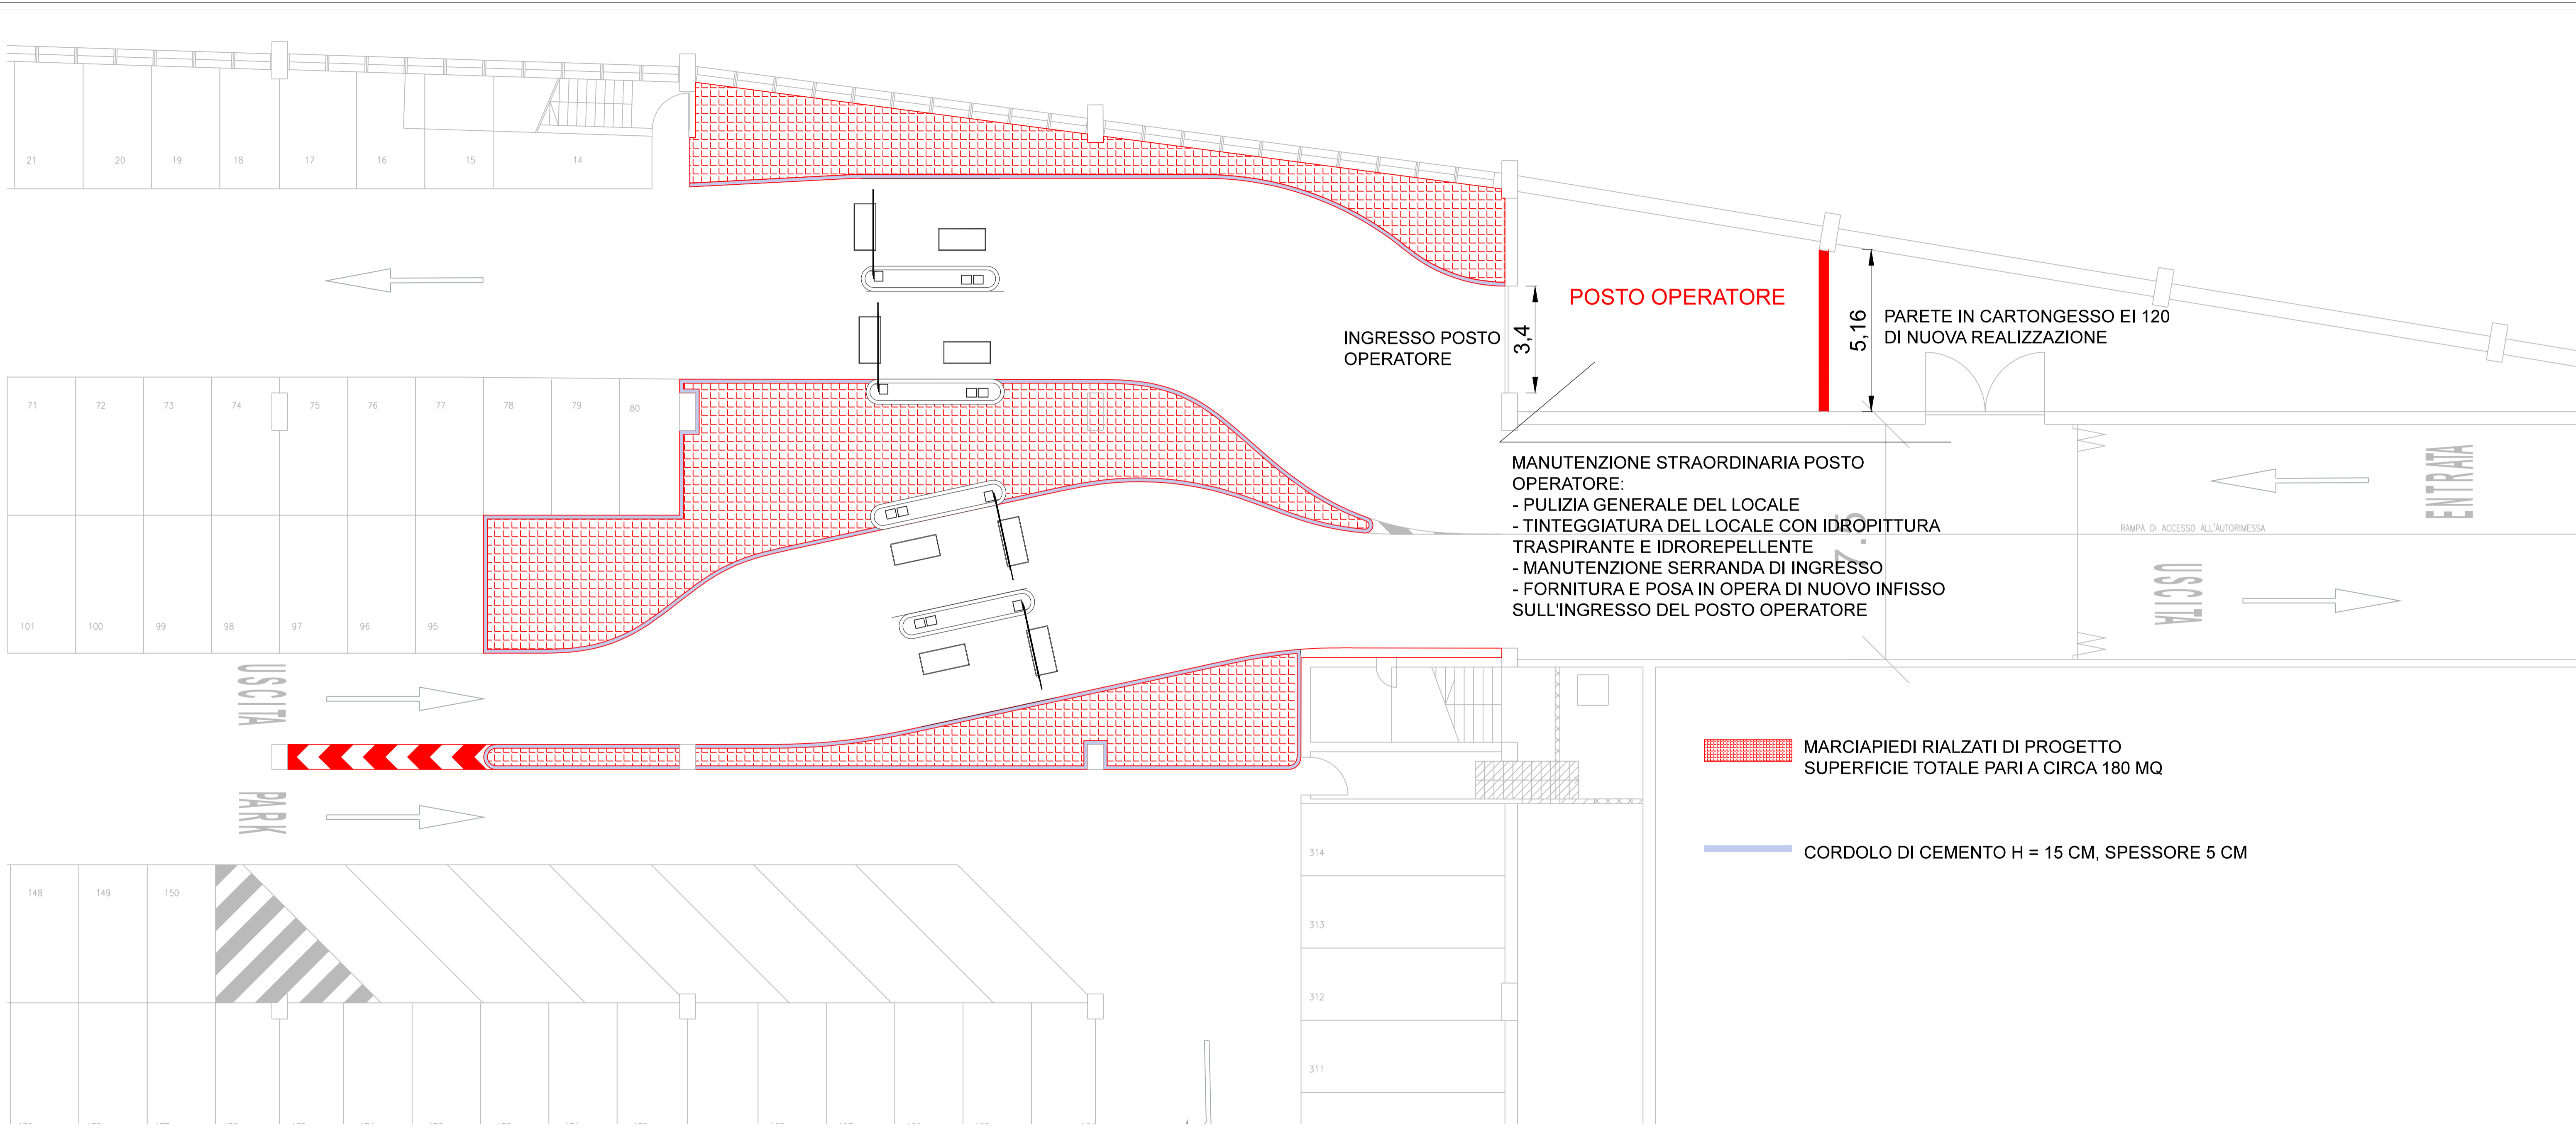 21
20
19
18
17
16
15
14
POSTO OPERATORE
INGRESSO POSTO
OPERATORE
3,4
5,16
PARETE IN CARTONGESSO EI 120
DI NUOVA REALIZZAZIONE
71
72
73
74
75
76
77
78
79
80
MANUTENZIONE STRAORDINARIA POSTO
OPERATORE:
- PULIZIA GENERALE DEL LOCALE
- TINTEGGIATURA DEL LOCALE CON IDROPITTURA
TRASPIRANTE E IDROREPELLENTE
- MANUTENZIONE SERRANDA DI INGRESSO
- FORNITURA E POSA IN OPERA DI NUOVO INFISSO
SULL'INGRESSO DEL POSTO OPERATORE
ENTRATA
RAMPA DI ACCESSO ALL'AUTORIMESSA
USCITA
101
100
99
98
97
96
95
USCITA
PARK
MARCIAPIEDI RIALZATI DI PROGETTO
SUPERFICIE TOTALE PARI A CIRCA 180 MQ
CORDOLO DI CEMENTO H = 15 CM, SPESSORE 5 CM
148
149
150
314
313
312
311